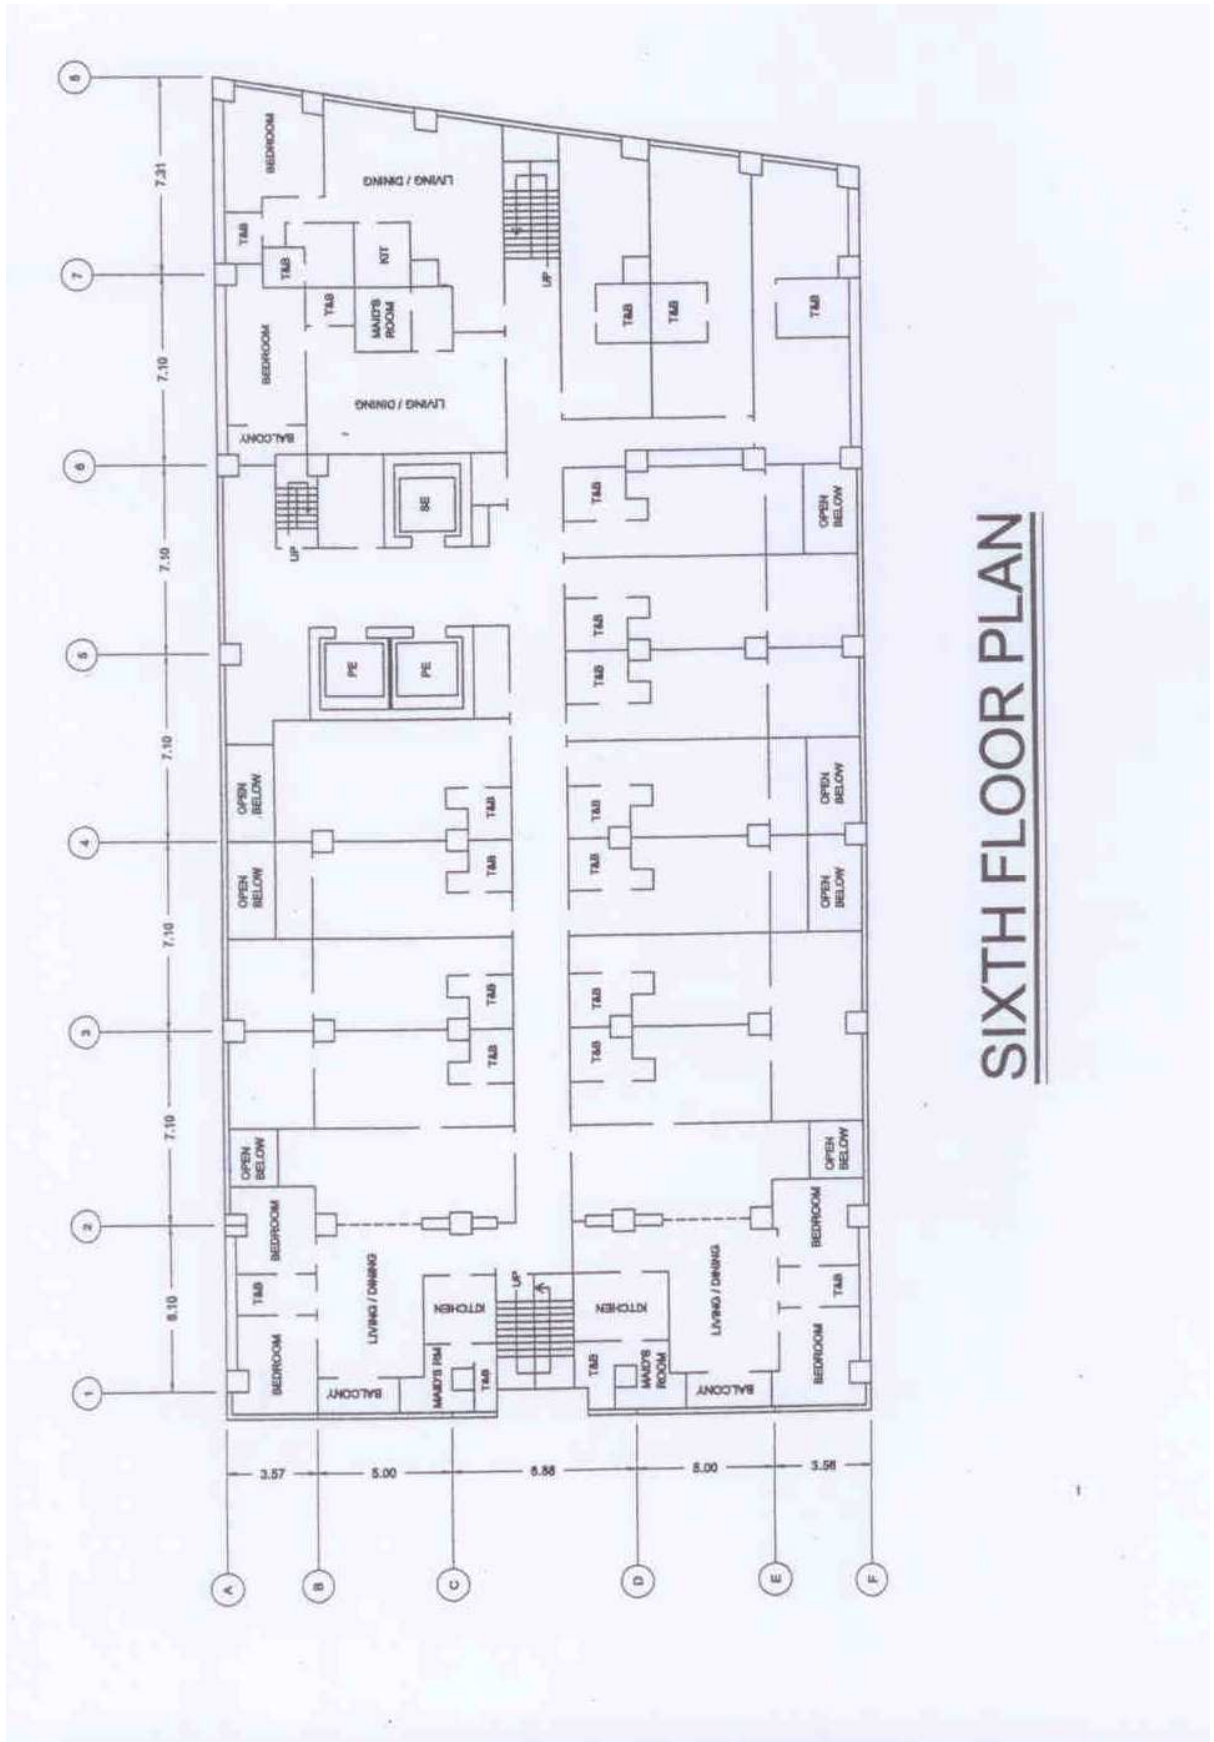 1 2 3 4 5 6 7 8
6.10 7.10 7.10 7.10 7.10 7.10 7.31
A
3.57
B
5.00
C
6.88
D
5.00
E
3.56
F
BEDROOM
T&B
BEDROOM
OPEN
BELOW
OPEN
BELOW
OPEN
BELOW
BALCONY
BEDROOM
T&B
T&B
BEDROOM
BALCONY
LIVING / DINING
UP
PE
PE
SE
LIVING / DINING
T&B
MAID'S
ROOM
KIT
LIVING / DINING
MAID'S RM
T&B
KITCHEN
T&B
T&B
T&B
T&B
UP
UP
T&B
MAID'S
ROOM
KITCHEN
T&B
T&B
T&B
T&B
T&B
T&B
T&B
T&B
T&B
BALCONY
LIVING / DINING
BEDROOM
T&B
BEDROOM
OPEN
BELOW
OPEN
BELOW
OPEN
BELOW
OPEN
BELOW
T&B
SIXTH FLOOR PLAN